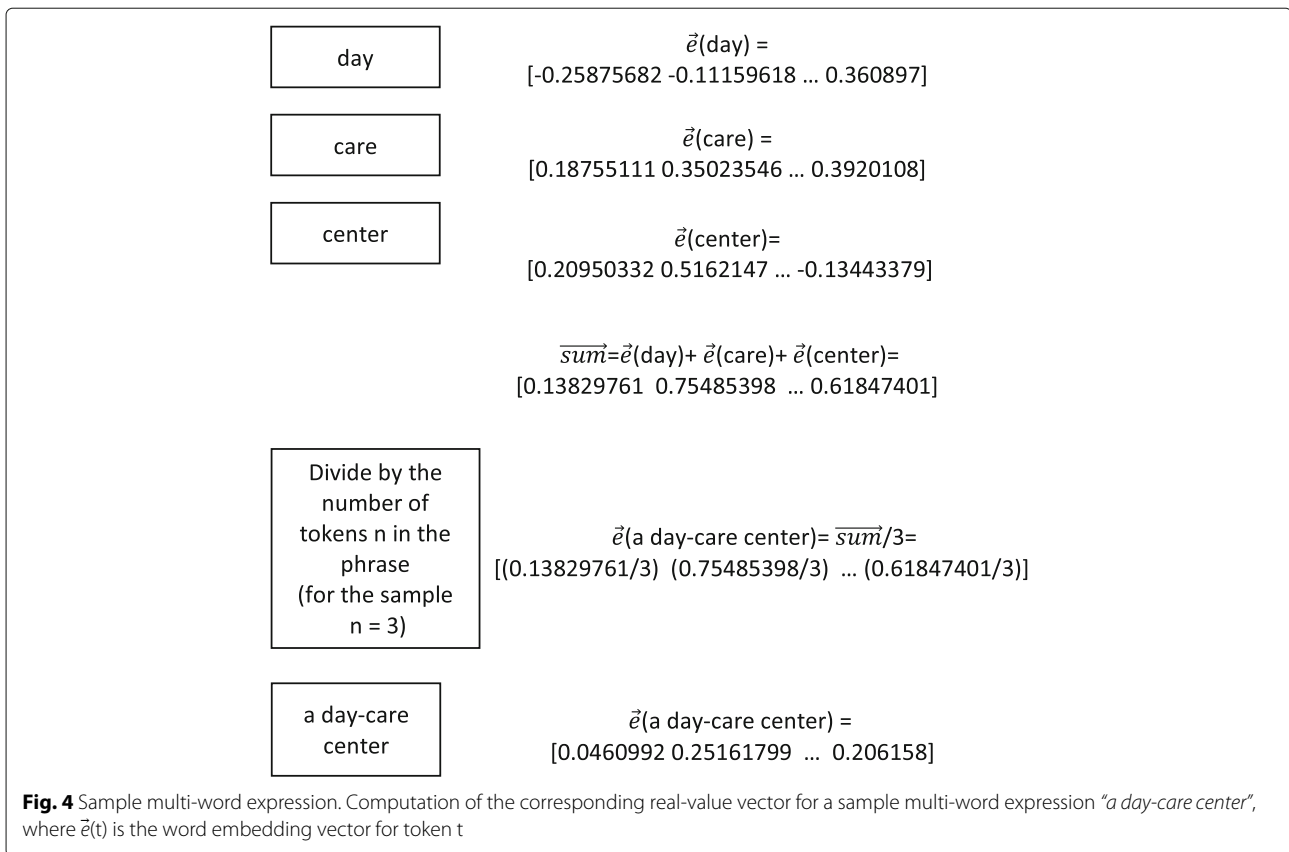 day
e⃗(day) =
[-0.25875682 -0.11159618 ... 0.360897]
care
e⃗(care) =
[0.18755111 0.35023546 ... 0.3920108]
center
e⃗(center)=
[0.20950332 0.5162147 ... -0.13443379]
s͞u͞m⃗=e⃗(day)+ e⃗(care)+ e⃗(center)=
[0.13829761 0.75485398 ... 0.61847401]
Divide by the
number of
tokens n in the
phrase
(for the sample
n = 3)
e⃗(a day-care center)= s͞u͞m⃗/3=
[(0.13829761/3) (0.75485398/3) ... (0.61847401/3)]
a day-care
center
e⃗(a day-care center) =
[0.0460992 0.25161799 ... 0.206158]
Fig. 4 Sample multi-word expression. Computation of the corresponding real-value vector for a sample multi-word expression “a day-care center”,
where e⃗(t) is the word embedding vector for token t